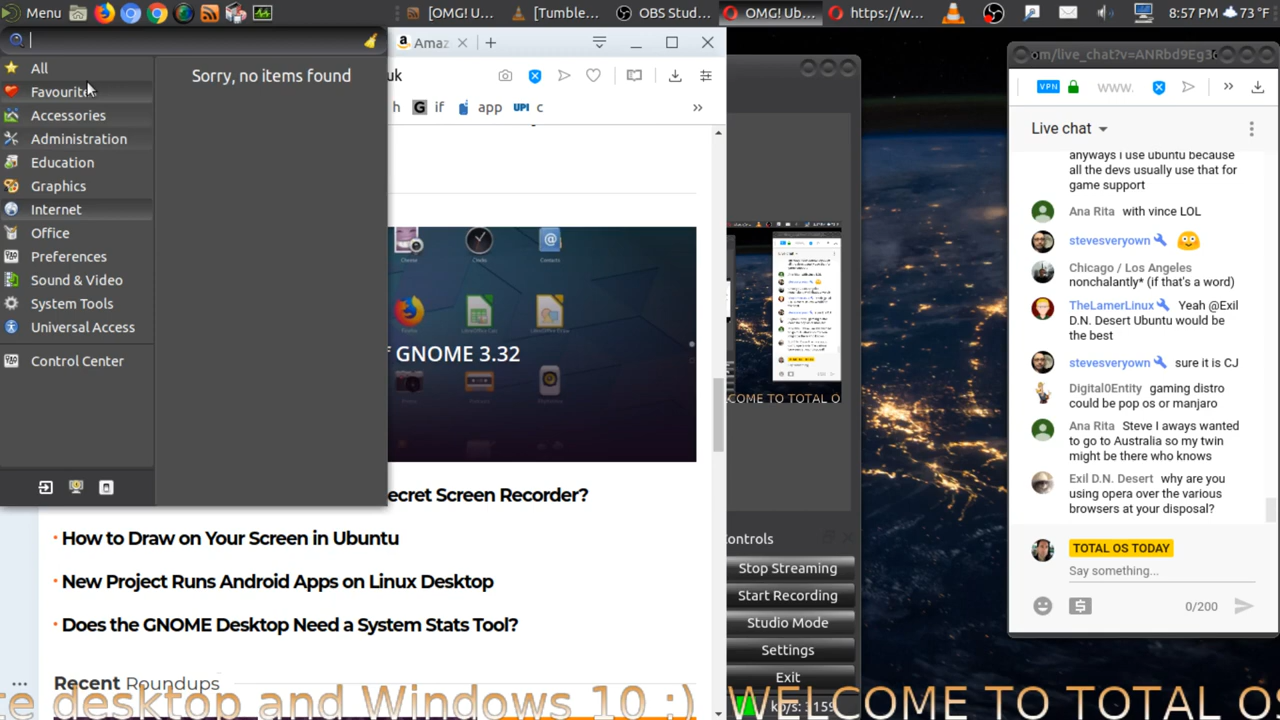 Menu
[OMG! U...
[Tumble...
OBS Stud...
OMG! Ub...
https://w...
8:57 PM
73 °F
All
Favourites
Accessories
Administration
Education
Graphics
Internet
Office
Preferences
Sound & Video
System Tools
Universal Access
Control Center
Sorry, no items found
Amaz
uk
h
G if
app
UPI c
»
GNOME 3.32
ecret Screen Recorder?
How to Draw on Your Screen in Ubuntu
New Project Runs Android Apps on Linux Desktop
Does the GNOME Desktop Need a System Stats Tool?
Recent Roundups
COME TO TOTAL O
ontrols
Stop Streaming
Start Recording
Studio Mode
Settings
Exit
kb/s: 3159
om/live_chat?v=ANRbd9Eg3
VPN
www.
»
Live chat
anyways I use ubuntu because
all the devs usually use that for
game support
Ana Rita with vince LOL
stevesveryown
Chicago / Los Angeles
nonchalantly* (if that's a word)
TheLamerLinux Yeah @Exil
D.N. Desert Ubuntu would be
the best
stevesveryown sure it is CJ
Digital0Entity gaming distro
could be pop os or manjaro
Ana Rita Steve I aways wanted
to go to Australia so my twin
might be there who knows
Exil D.N. Desert why are you
using opera over the various
browsers at your disposal?
TOTAL OS TODAY
Say something...
0/200
te desktop and Windows 10 :) WELCOME TO TOTAL OS